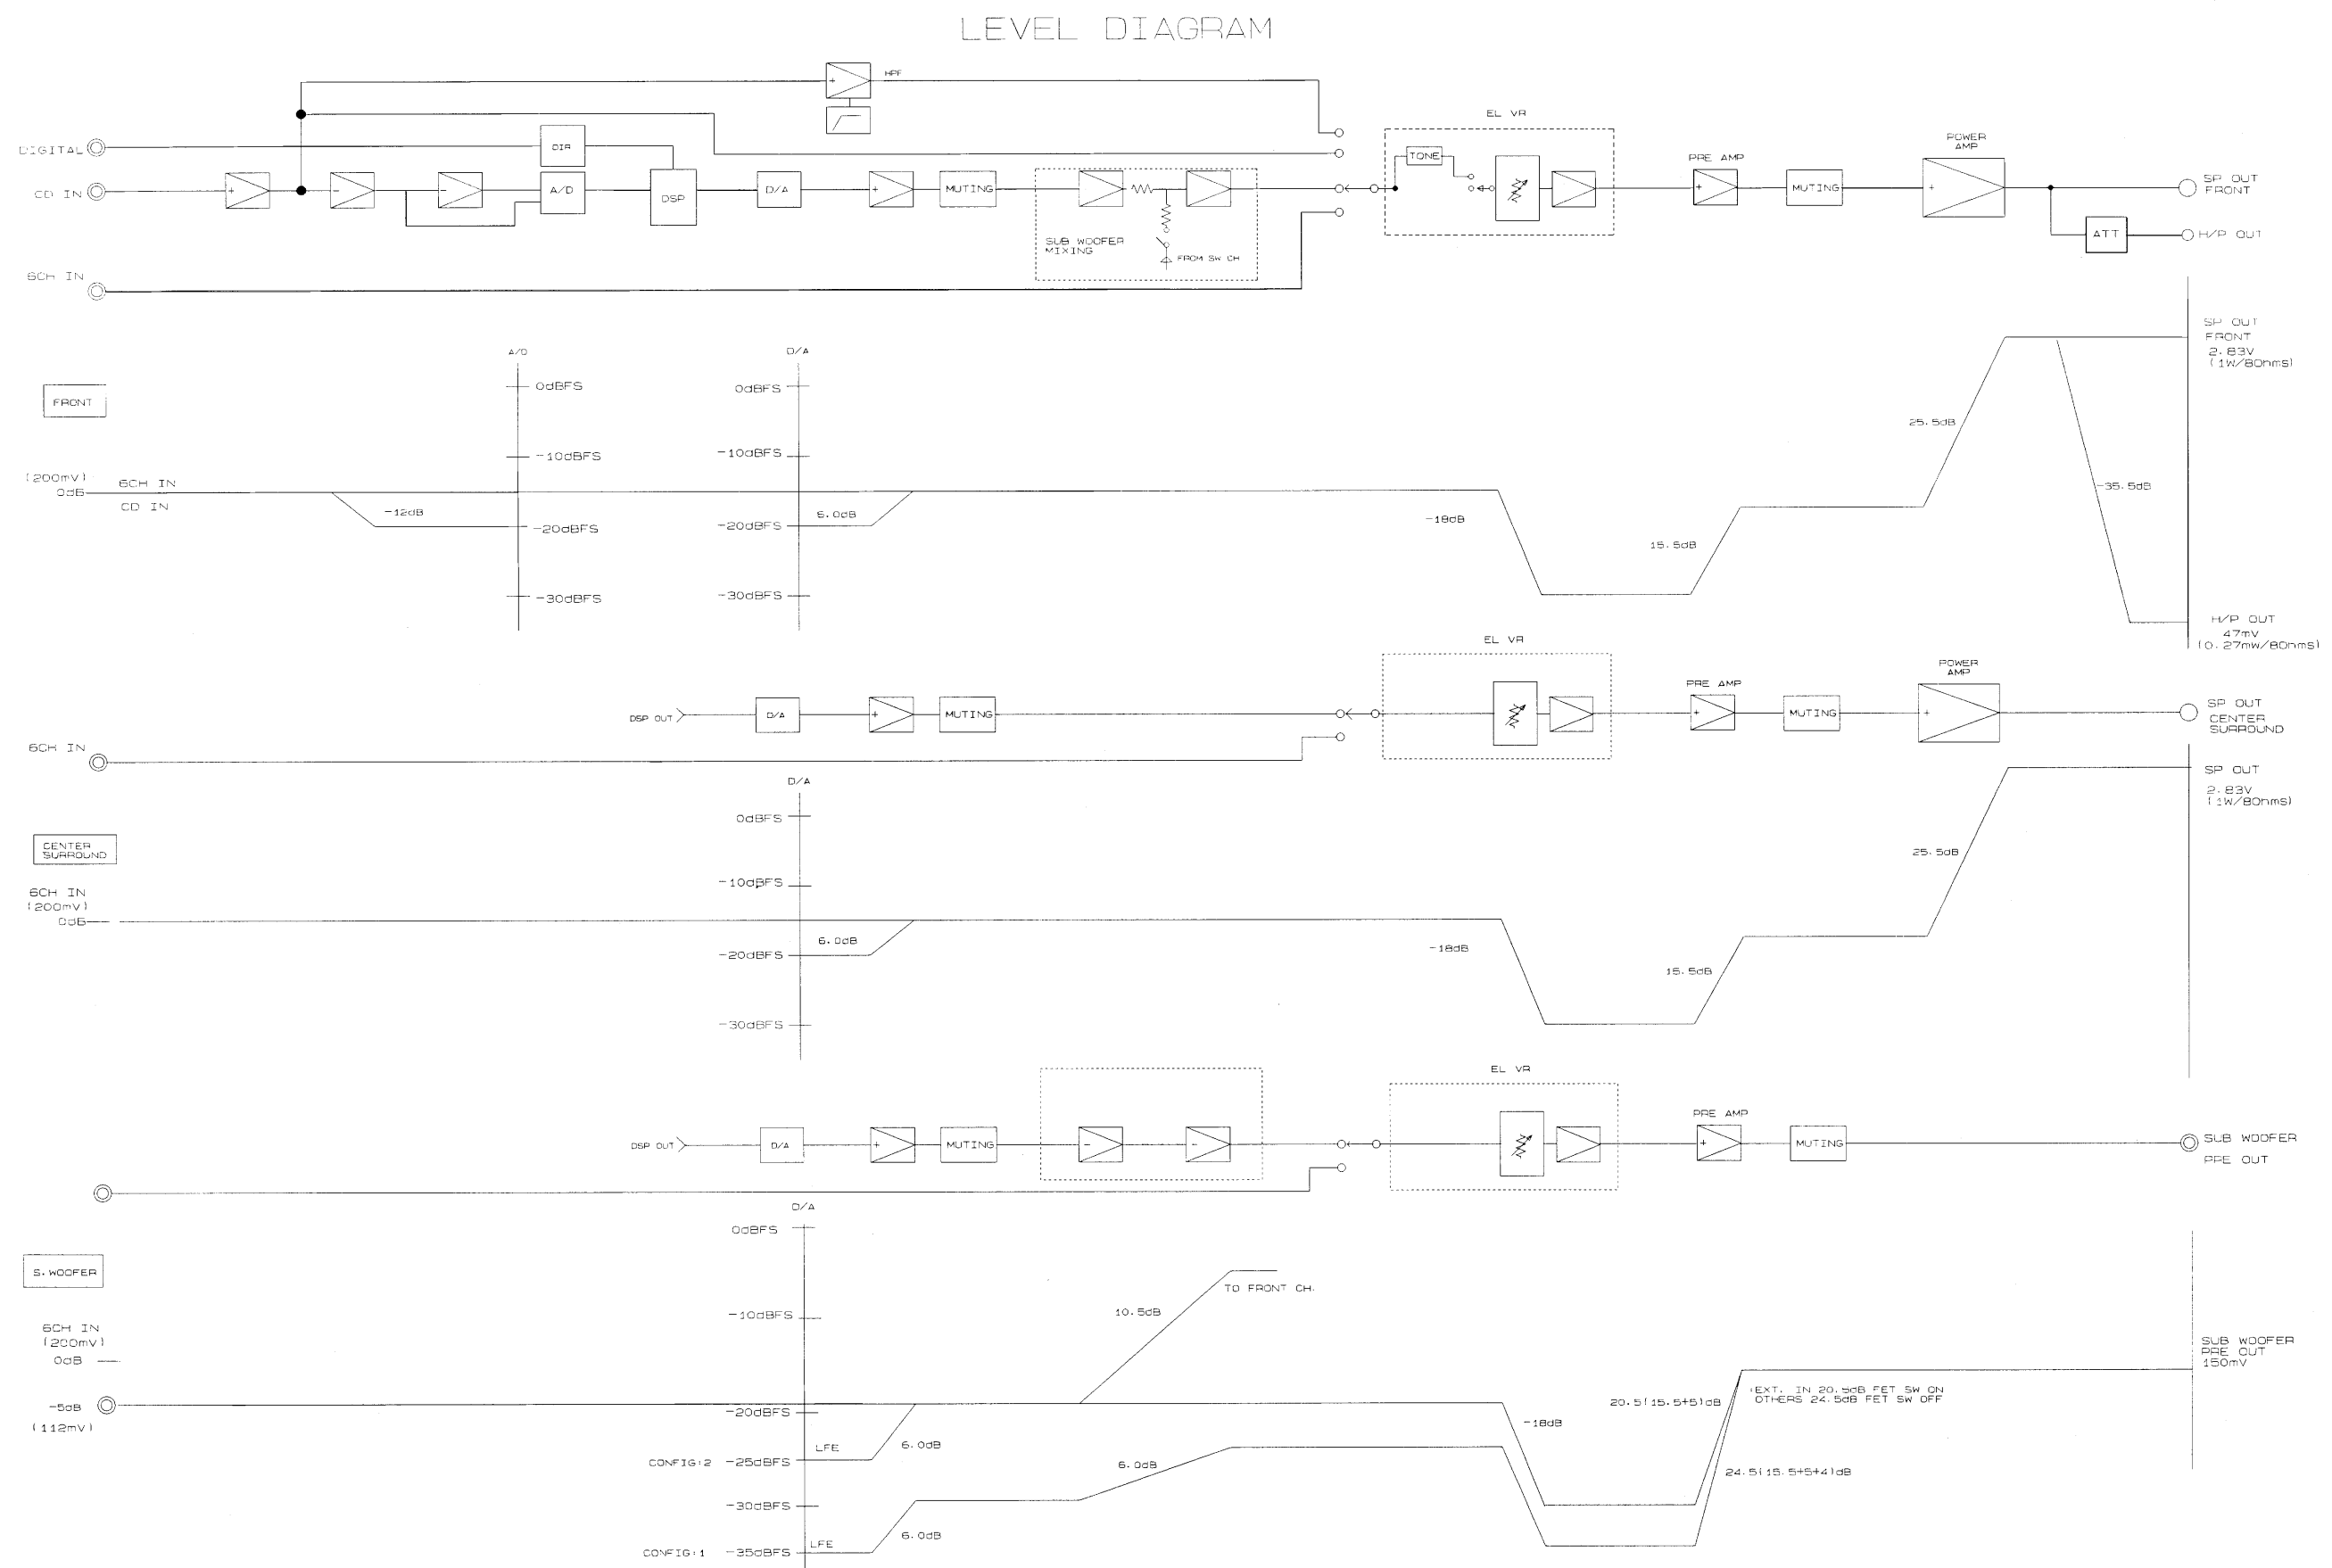 LEVEL DIAGRAM
HPF
EL VR
POWER
AMP
DIGITAL
DIR
TONE
PRE AMP
CD IN
A/D
DSP
D/A
MUTING
MUTING
SP OUT
FRONT
SUB WOOFER
MIXING
FROM SW CH
ATT
H/P OUT
6CH IN
SP OUT
FRONT
2.83V
(1W/8Ohms)
A/D
D/A
0dBFS
0dBFS
FRONT
25.5dB
-10dBFS
-10dBFS
(200mV)
0dB
6CH IN
CD IN
-12dB
-20dBFS
-20dBFS
6.0dB
-18dB
-35.5dB
15.5dB
-30dBFS
-30dBFS
H/P OUT
47mV
(0.27mW/8Ohms)
EL VR
POWER
AMP
PRE AMP
DSP OUT
D/A
MUTING
MUTING
SP OUT
CENTER
SURROUND
6CH IN
D/A
SP OUT
2.83V
(1W/8Ohms)
0dBFS
CENTER
SURROUND
25.5dB
-10dBFS
6CH IN
(200mV)
0dB
6.0dB
-18dB
-20dBFS
15.5dB
-30dBFS
EL VR
PRE AMP
DSP OUT
D/A
MUTING
MUTING
SUB WOOFER
PRE OUT
D/A
0dBFS
S.WOOFER
TO FRONT CH.
10.5dB
-10dBFS
6CH IN
(200mV)
0dB
SUB WOOFER
PRE OUT
150mV
-5dB
(112mV)
-20dBFS
20.5(15.5+5)dB
EXT. IN 20.5dB FET SW ON
OTHERS 24.5dB FET SW OFF
-18dB
LFE
6.0dB
CONFIG:2 -25dBFS
6.0dB
24.5(15.5+5+4)dB
-30dBFS
6.0dB
LFE
CONFIG:1 -35dBFS